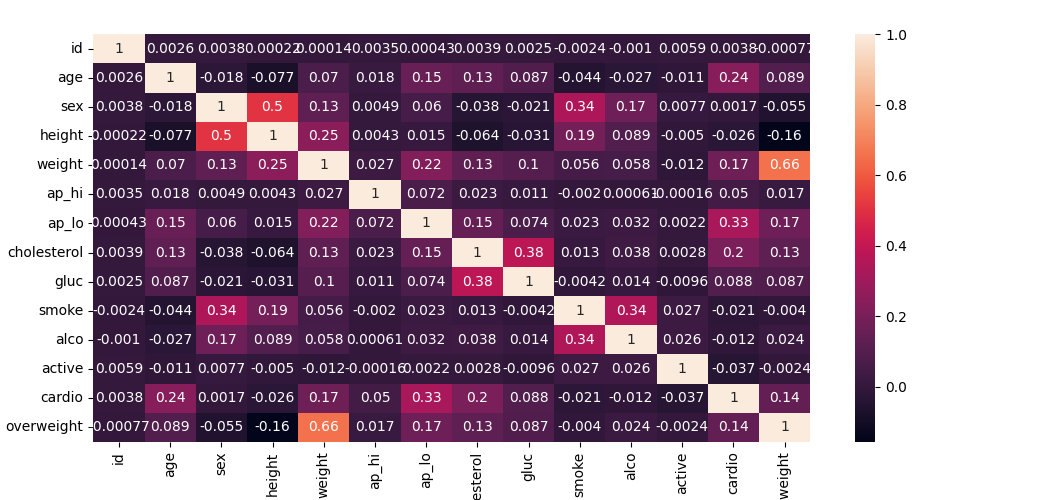 id 1 0.0026 0.0038 0.00022 0.00014 0.0035 0.00043 0.0039 0.0025 -0.0024 -0.001 0.0059 0.0038 -0.00077 1.0
age 0.0026 1 -0.018 -0.077 0.07 0.018 0.15 0.13 0.087 -0.044 -0.027 -0.011 0.24 0.089
sex 0.0038 -0.018 1 0.5 0.13 0.0049 0.06 -0.038 -0.021 0.34 0.17 0.0077 0.0017 -0.055 0.8
height 0.00022 -0.077 0.5 1 0.25 0.0043 0.015 -0.064 -0.031 0.19 0.089 -0.005 -0.026 -0.16
weight 0.00014 0.07 0.13 0.25 1 0.027 0.22 0.13 0.1 0.056 0.058 -0.012 0.17 0.66 0.6
ap_hi 0.0035 0.018 0.0049 0.0043 0.027 1 0.072 0.023 0.011 -0.002 0.00061 -0.00016 0.05 0.017
ap_lo 0.00043 0.15 0.06 0.015 0.22 0.072 1 0.15 0.074 0.023 0.032 0.0022 0.33 0.17
cholesterol 0.0039 0.13 -0.038 -0.064 0.13 0.023 0.15 1 0.38 0.013 0.038 0.0028 0.2 0.13 0.4
gluc 0.0025 0.087 -0.021 -0.031 0.1 0.011 0.074 0.38 1 -0.0042 0.014 -0.0096 0.088 0.087
smoke -0.0024 -0.044 0.34 0.19 0.056 -0.002 0.023 0.013 -0.0042 1 0.34 0.027 -0.021 -0.004 0.2
alco -0.001 -0.027 0.17 0.089 0.058 0.00061 0.032 0.038 0.014 0.34 1 0.026 -0.012 0.024
active 0.0059 -0.011 0.0077 -0.005 -0.012 -0.00016 0.0022 0.0028 -0.0096 0.027 0.026 1 -0.037 -0.0024
cardio 0.0038 0.24 0.0017 -0.026 0.17 0.05 0.33 0.2 0.088 -0.021 -0.012 -0.037 1 0.14 0.0
overweight -0.00077 0.089 -0.055 -0.16 0.66 0.017 0.17 0.13 0.087 -0.004 0.024 -0.0024 0.14 1
id age sex height weight ap_hi ap_lo esterol gluc smoke alco active cardio weight